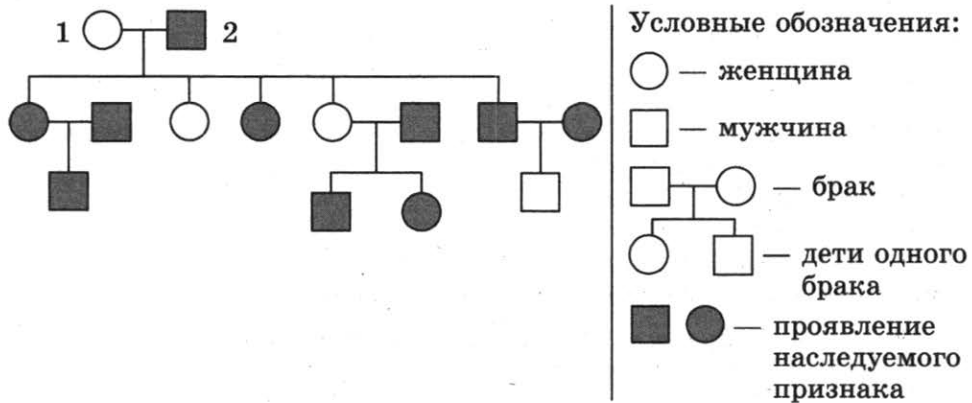 1
2
Условные обозначения:
— женщина
— мужчина
— брак
— дети одного
брака
— проявление
наследуемого
признака